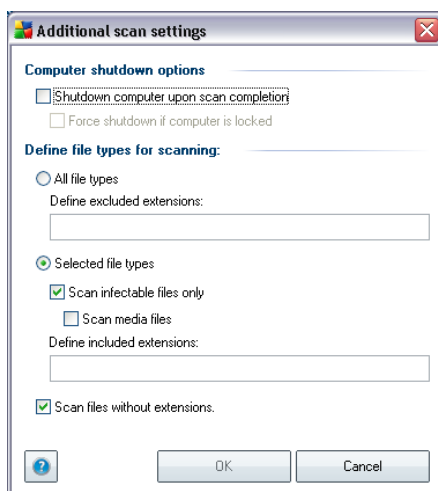 Additional scan settings
Computer shutdown options
Shutdown computer upon scan completion
Force shutdown if computer is locked
Define file types for scanning:
All file types
Define excluded extensions:
Selected file types
Scan infectable files only
Scan media files
Define included extensions:
Scan files without extensions.
?
OK
Cancel